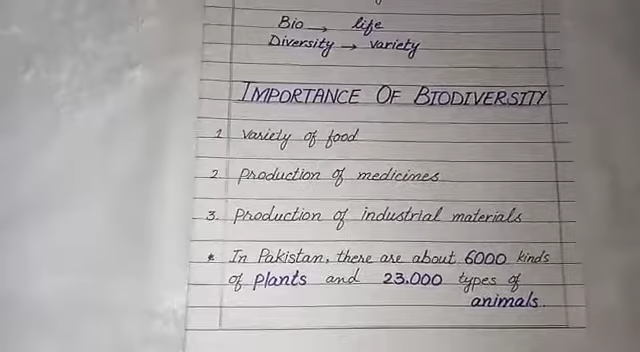 Bio → life
Diversity → variety
IMPORTANCE OF BIODIVERSITY
1 Variety of food
2 Production of medicines
3. Production of industrial materials
* In Pakistan, there are about 6000 kinds
of Plants and 23.000 types of
animals.